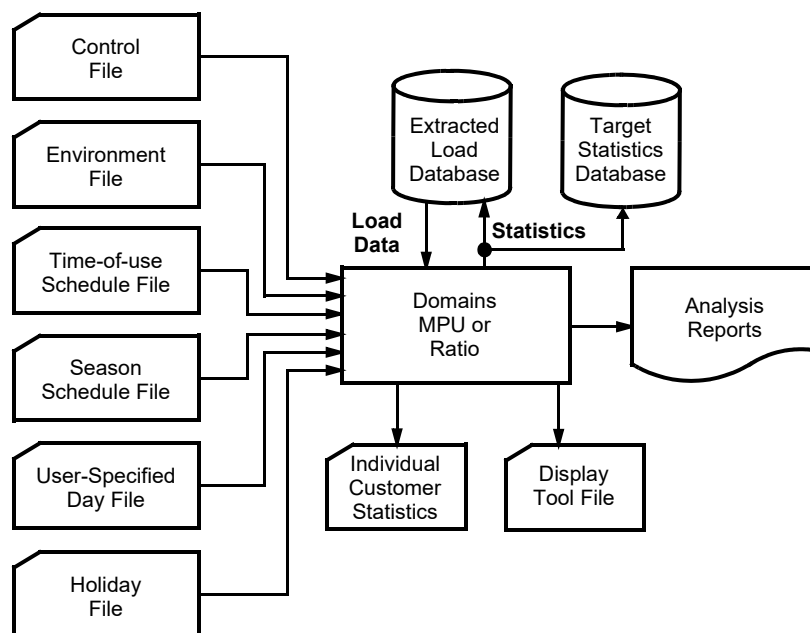 Control
File
Environment
File
Time-of-use
Schedule File
Season
Schedule File
User-Specified
Day File
Holiday
File
Extracted
Load
Database
Target
Statistics
Database
Load
Data
Statistics
Domains
MPU or
Ratio
Analysis
Reports
Individual
Customer
Statistics
Display
Tool File